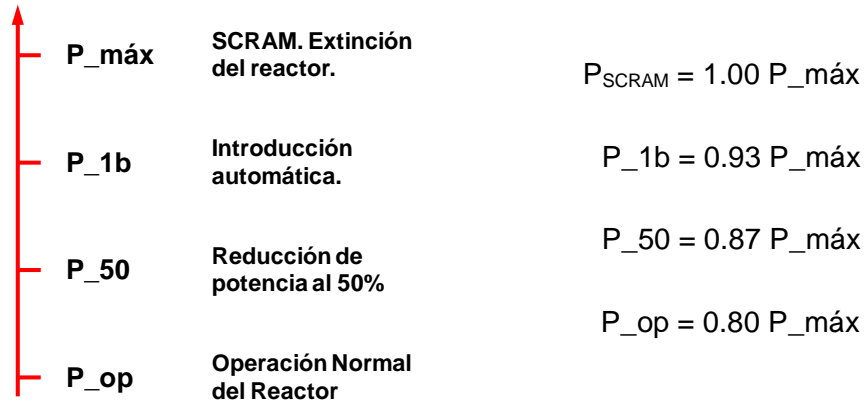 P_máx
SCRAM. Extinción
del reactor.
P_1b
Introducción
automática.
P_50
Reducción de
potencia al 50%
P_op
Operación Normal
del Reactor
PSCRAM = 1.00 P_máx
P_1b = 0.93 P_máx
P_50 = 0.87 P_máx
P_op = 0.80 P_máx